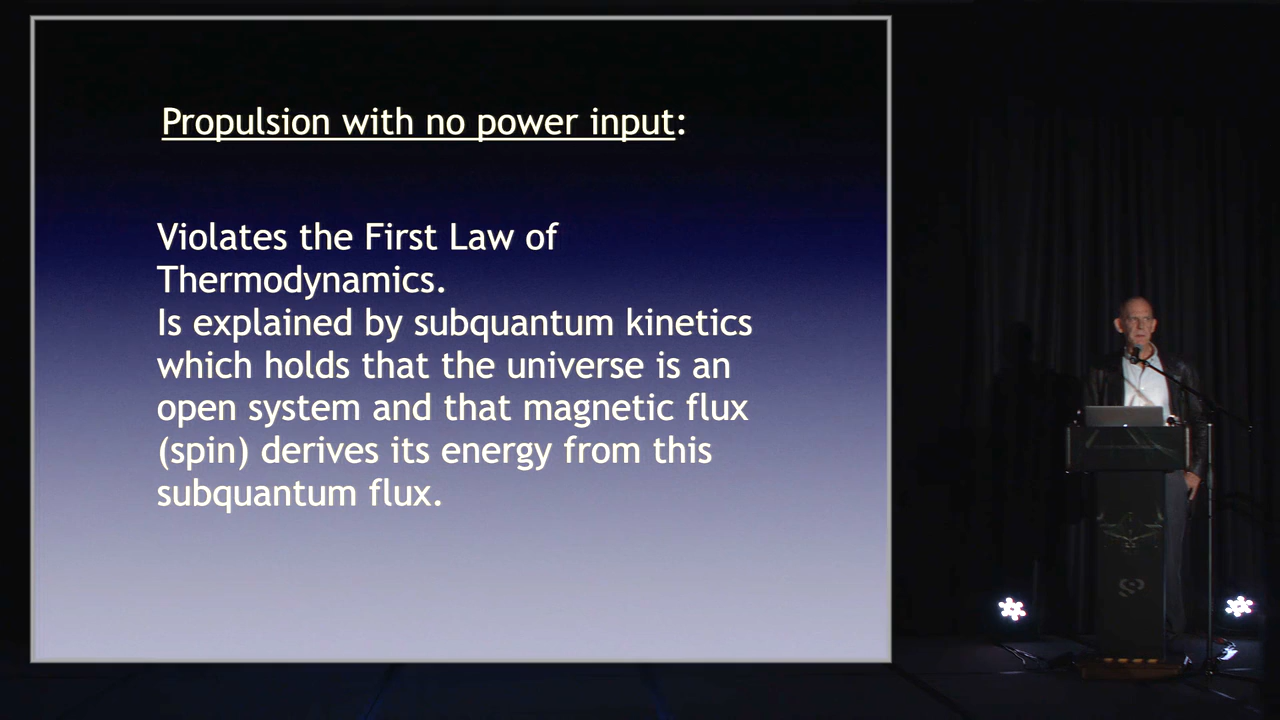 Propulsion with no power input:
Violates the First Law of
Thermodynamics.
Is explained by subquantum kinetics
which holds that the universe is an
open system and that magnetic flux
(spin) derives its energy from this
subquantum flux.